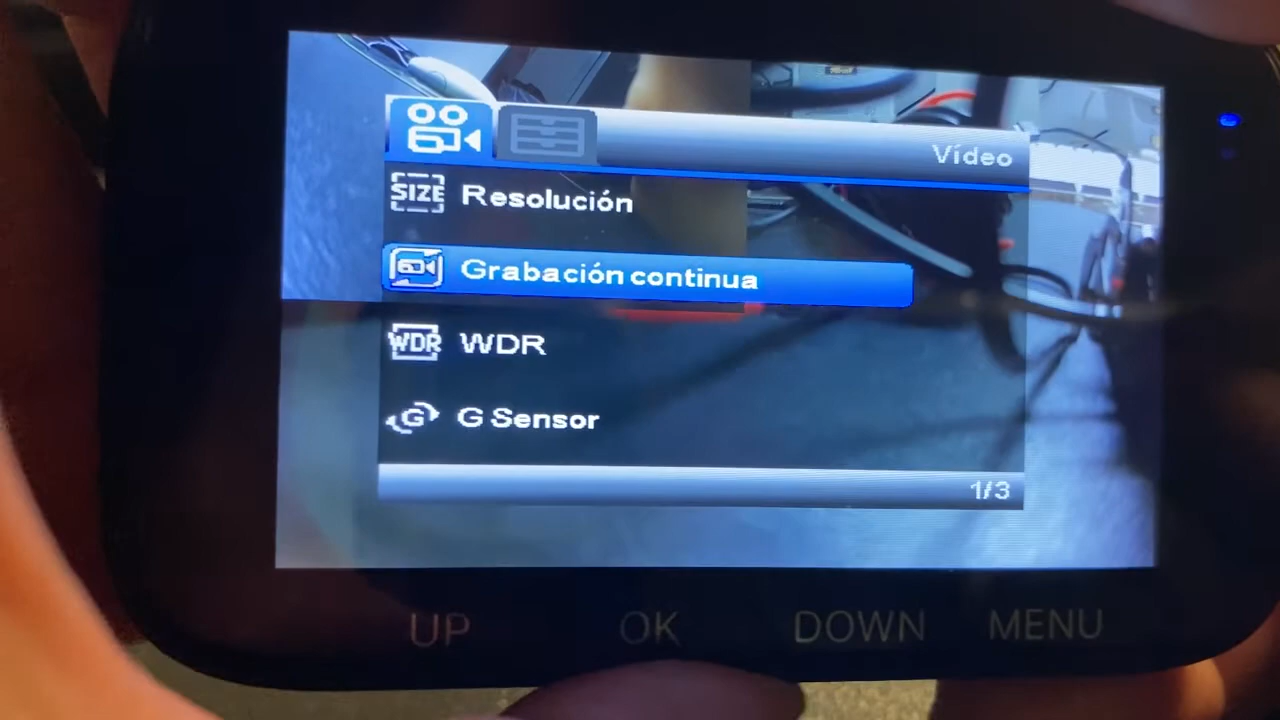 Vídeo
SIZE Resolución
Grabación continua
WDR WDR
G G Sensor
1/3
UP OK DOWN MENU